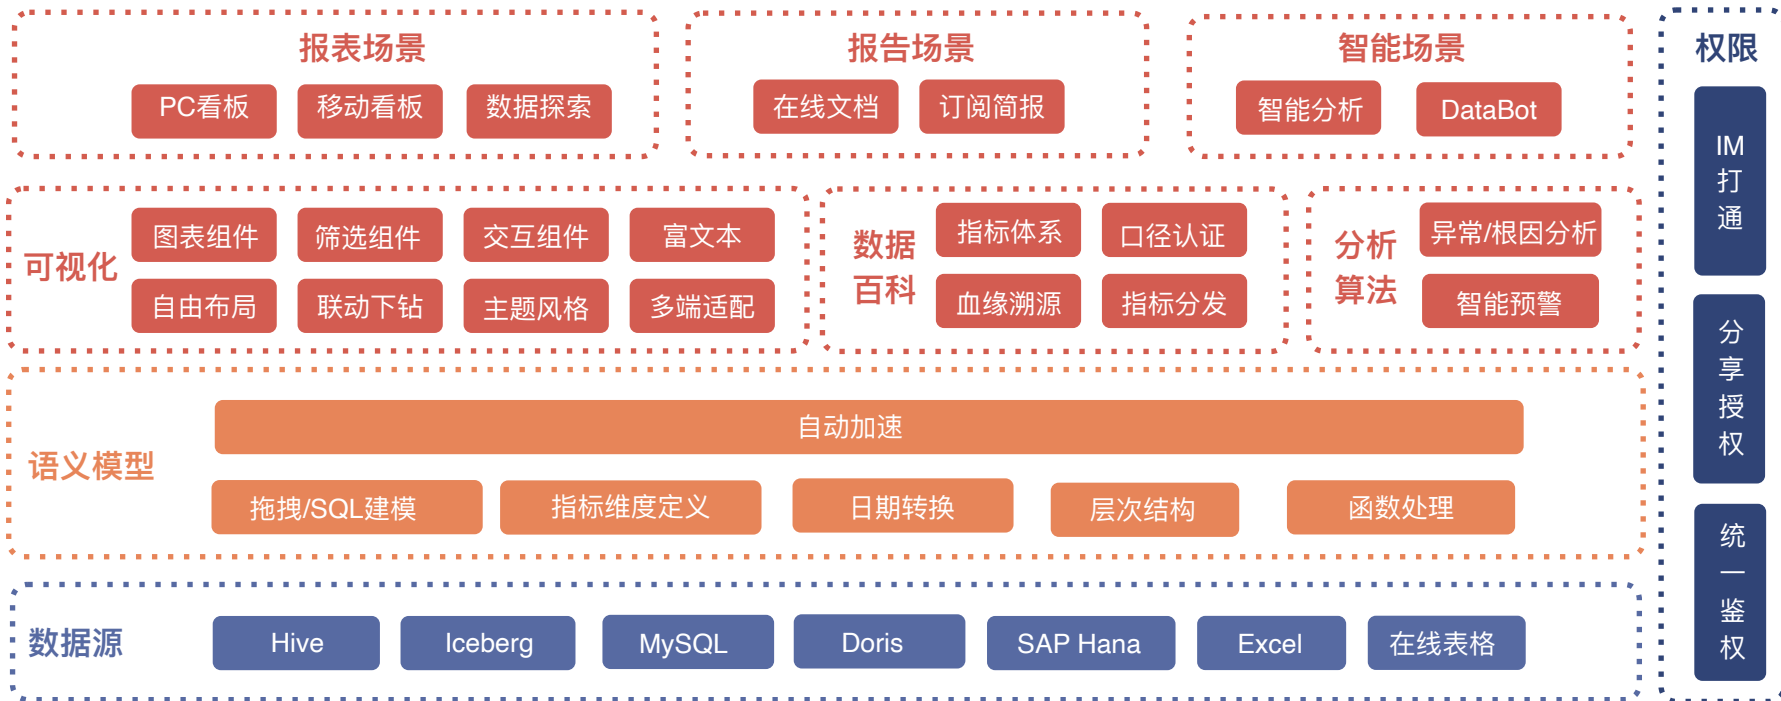 报表场景
PC看板
移动看板
数据探索
报告场景
在线文档
订阅简报
智能场景
智能分析
DataBot
可视化
图表组件
筛选组件
交互组件
富文本
自由布局
联动下钻
主题风格
多端适配
数据
百科
指标体系
口径认证
血缘溯源
指标分发
分析
算法
异常/根因分析
智能预警
语义模型
自动加速
拖拽/SQL建模
指标维度定义
日期转换
层次结构
函数处理
数据源
Hive
Iceberg
MySQL
Doris
SAP Hana
Excel
在线表格
权限
IM
打
通
分
享
授
权
统
一
鉴
权